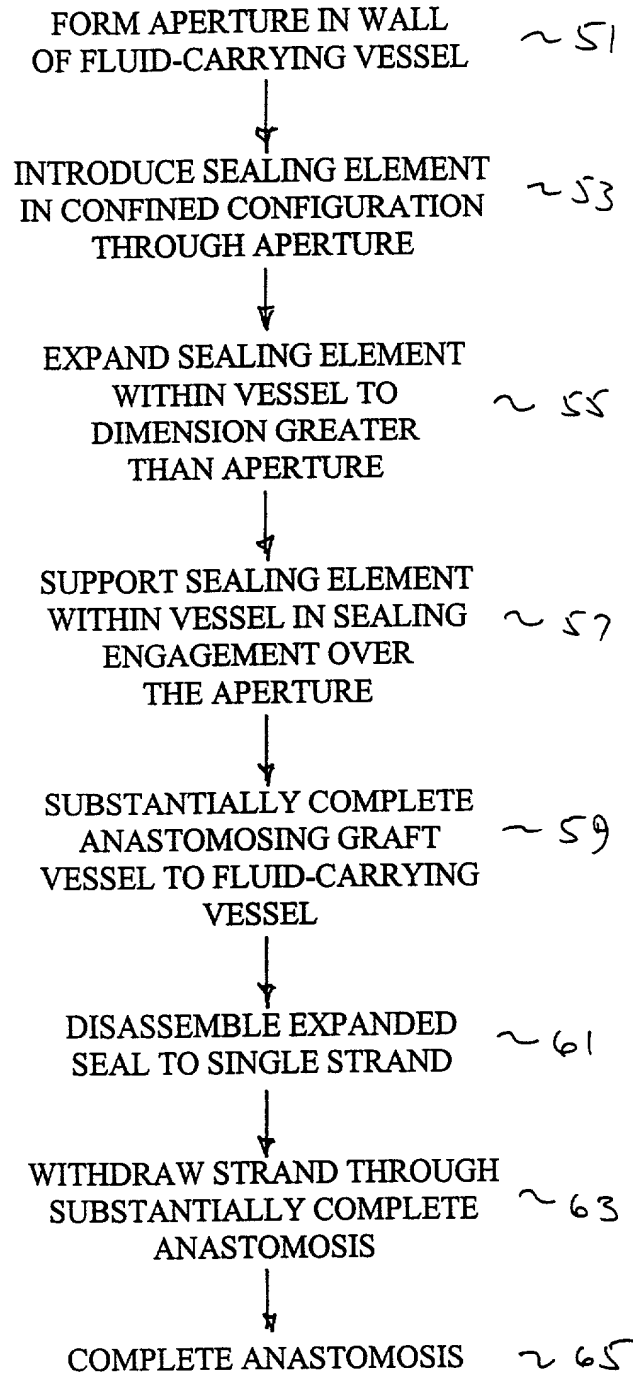 FORM APERTURE IN WALL
OF FLUID-CARRYING VESSEL ~ 51
INTRODUCE SEALING ELEMENT
IN CONFINED CONFIGURATION ~ 53
THROUGH APERTURE
EXPAND SEALING ELEMENT
WITHIN VESSEL TO
DIMENSION GREATER ~ 55
THAN APERTURE
SUPPORT SEALING ELEMENT
WITHIN VESSEL IN SEALING ~ 57
ENGAGEMENT OVER
THE APERTURE
SUBSTANTIALLY COMPLETE
ANASTOMOSING GRAFT ~ 59
VESSEL TO FLUID-CARRYING
VESSEL
DISASSEMBLE EXPANDED
SEAL TO SINGLE STRAND ~ 61
WITHDRAW STRAND THROUGH
SUBSTANTIALLY COMPLETE ~ 63
ANASTOMOSIS
COMPLETE ANASTOMOSIS ~ 65